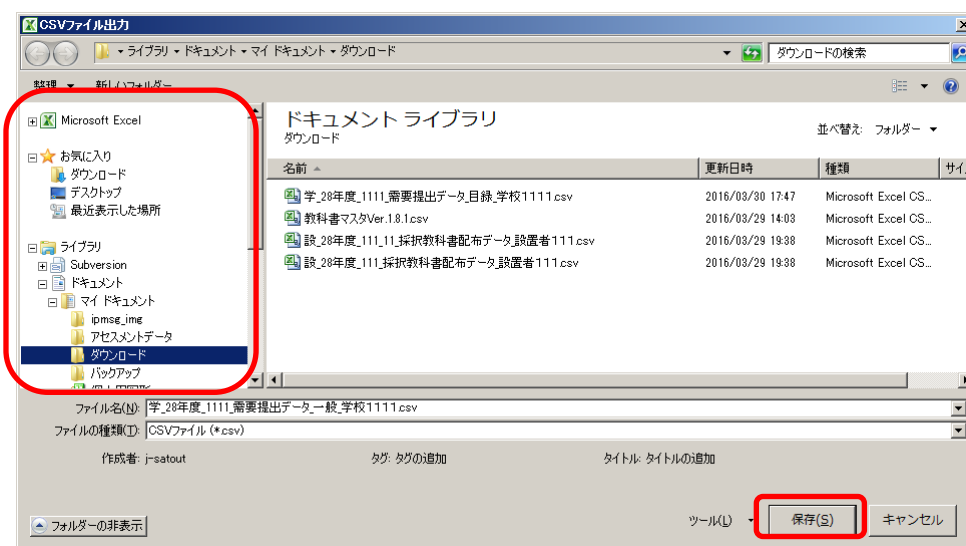 CSVファイル出力
ライブラリ ドキュメント マイ ドキュメント ダウンロード
ダウンロードの検索
整理 新しいフォルダー
Microsoft Excel
お気に入り
ダウンロード
デスクトップ
最近表示した場所
ライブラリ
Subversion
ドキュメント
マイ ドキュメント
ipmsg_img
アセスメントデータ
ダウンロード
バックアップ
ドキュメント ライブラリ
ダウンロード
並べ替え: フォルダー
名前 更新日時 種類 サイ
学_28年度_1111_需要提出データ_目録_学校1111.csv 2016/03/30 17:47 Microsoft Excel CS...
教科書マスタVer.1.8.1.csv 2016/03/29 14:03 Microsoft Excel CS...
設_28年度_111_11_採択教科書配布データ_設置者111.csv 2016/03/29 19:38 Microsoft Excel CS...
設_28年度_111_採択教科書配布データ_設置者111.csv 2016/03/29 19:38 Microsoft Excel CS...
ファイル名(N): 学_28年度_1111_需要提出データ_一般_学校1111.csv
ファイルの種類(T): CSVファイル (*.csv)
作成者: j-satout タグ: タグの追加 タイトル: タイトルの追加
フォルダーの非表示
ツール(L) 保存(S) キャンセル